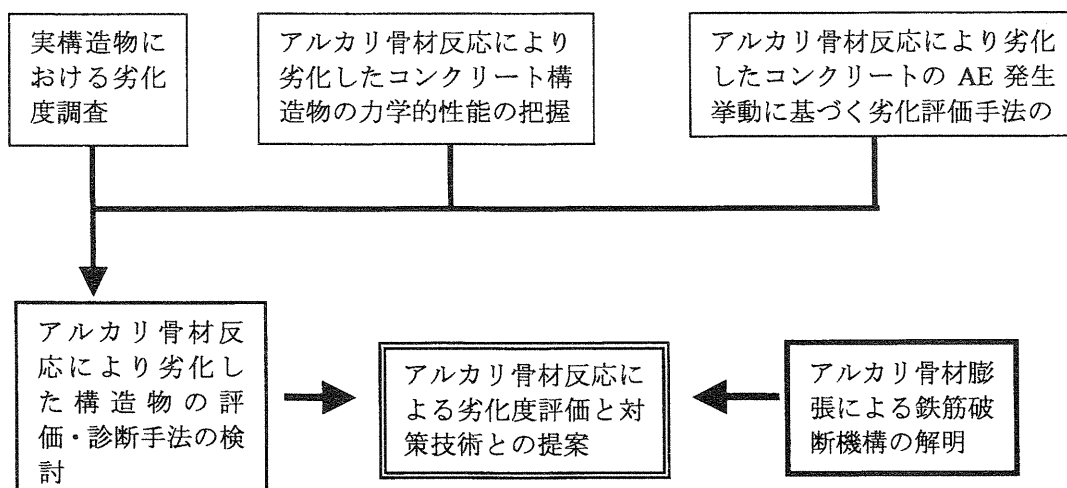 実構造物に
おける劣化
度調査
アルカリ骨材反応により
劣化したコンクリート構
造物の力学的性能の把握
アルカリ骨材反応により劣化
したコンクリートの AE 発生
挙動に基づく劣化評価手法の
アルカリ骨材反
応により劣化し
た構造物の評
価・診断手法の検
討
アルカリ骨材反応に
よる劣化度評価と対
策技術との提案
アルカリ骨材膨
張による鉄筋破
断機構の解明